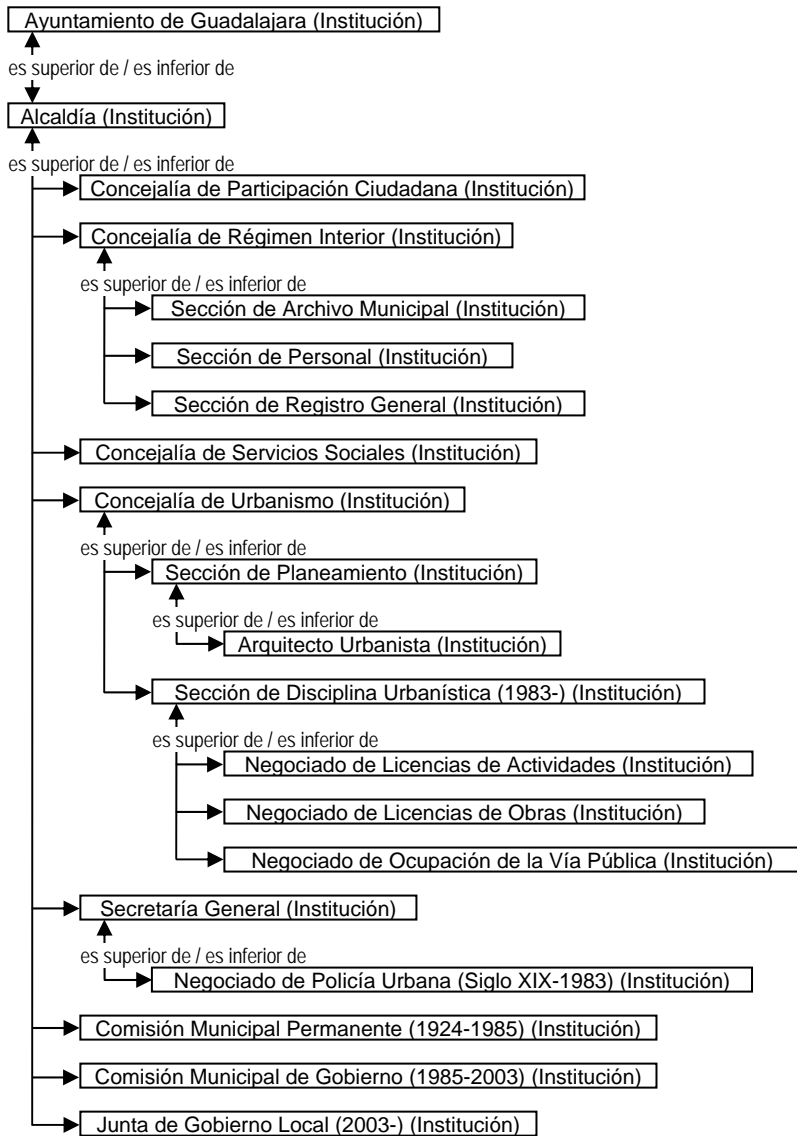 Ayuntamiento de Guadalajara (Institución)
es superior de / es inferior de
Alcaldía (Institución)
es superior de / es inferior de
Concejalía de Participación Ciudadana (Institución)
Concejalía de Régimen Interior (Institución)
es superior de / es inferior de
Sección de Archivo Municipal (Institución)
Sección de Personal (Institución)
Sección de Registro General (Institución)
Concejalía de Servicios Sociales (Institución)
Concejalía de Urbanismo (Institución)
es superior de / es inferior de
Sección de Planeamiento (Institución)
es superior de / es inferior de
Arquitecto Urbanista (Institución)
Sección de Disciplina Urbanística (1983-) (Institución)
es superior de / es inferior de
Negociado de Licencias de Actividades (Institución)
Negociado de Licencias de Obras (Institución)
Negociado de Ocupación de la Vía Pública (Institución)
Secretaría General (Institución)
es superior de / es inferior de
Negociado de Policía Urbana (Siglo XIX-1983) (Institución)
Comisión Municipal Permanente (1924-1985) (Institución)
Comisión Municipal de Gobierno (1985-2003) (Institución)
Junta de Gobierno Local (2003-) (Institución)